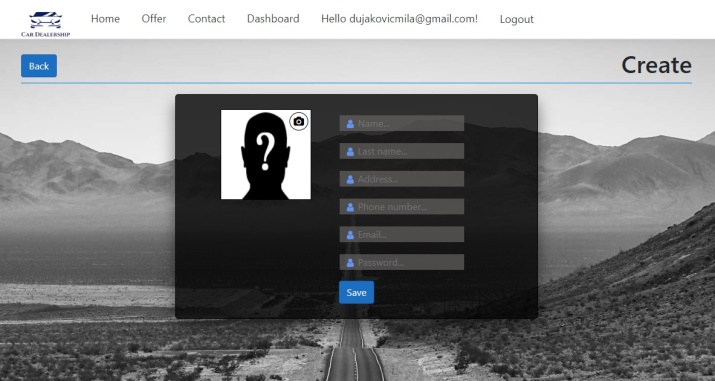 CAR DEALERSHIP
Home Offer Contact Dashboard Hello dujakovicmila@gmail.com! Logout
Back
Create
?
Name...
Last name...
Address...
Phone number...
Email...
Password...
Save